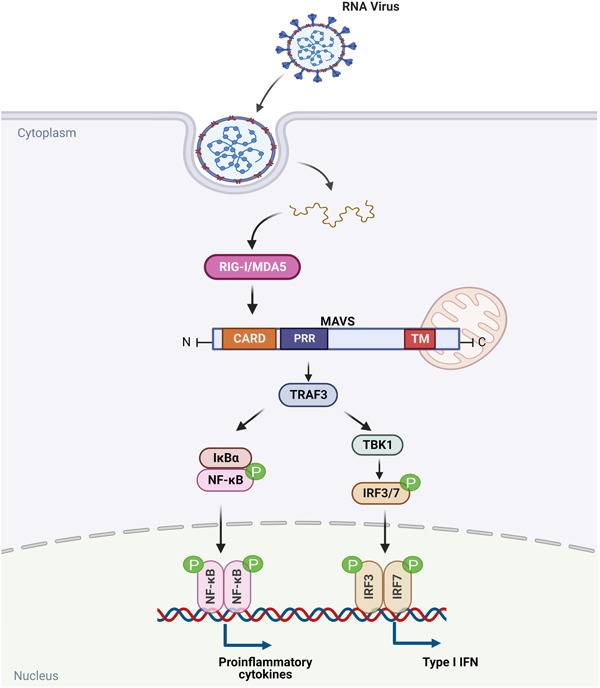 RNA Virus
Cytoplasm
RIG-I/MDA5
MAVS
N
CARD
PRR
TM
C
TRAF3
IκBα
NF-κB
P
TBK1
IRF3/7
P
P
P
P
P
NF-κB
NF-κB
IRF3
IRF7
Proinflammatory
cytokines
Type I IFN
Nucleus